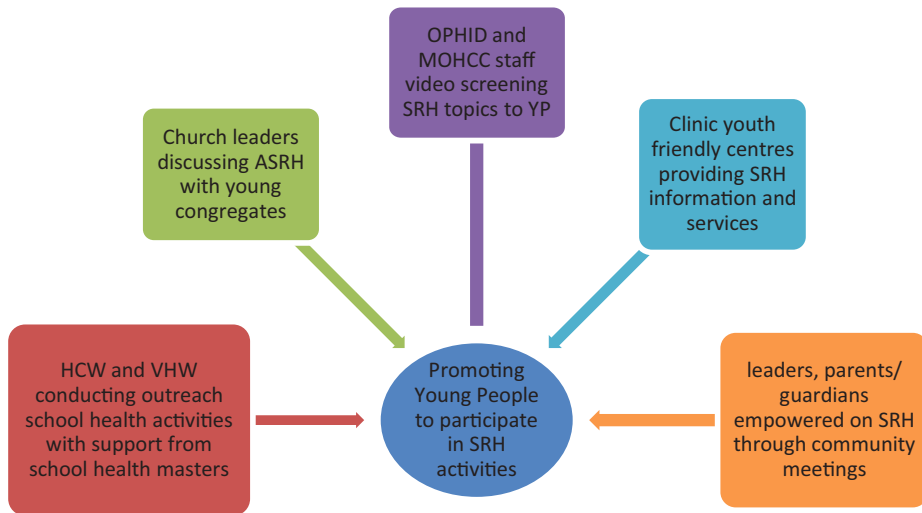 OPHID and
MOHCC staff
video screening
SRH topics to YP
Church leaders
discussing ASRH
with young
congregates
Clinic youth
friendly centres
providing SRH
information and
services
HCW and VHW
conducting outreach
school health activities
with support from
school health masters
Promoting
Young People
to participate
in SRH
activities
leaders, parents/
guardians
empowered on SRH
through community
meetings